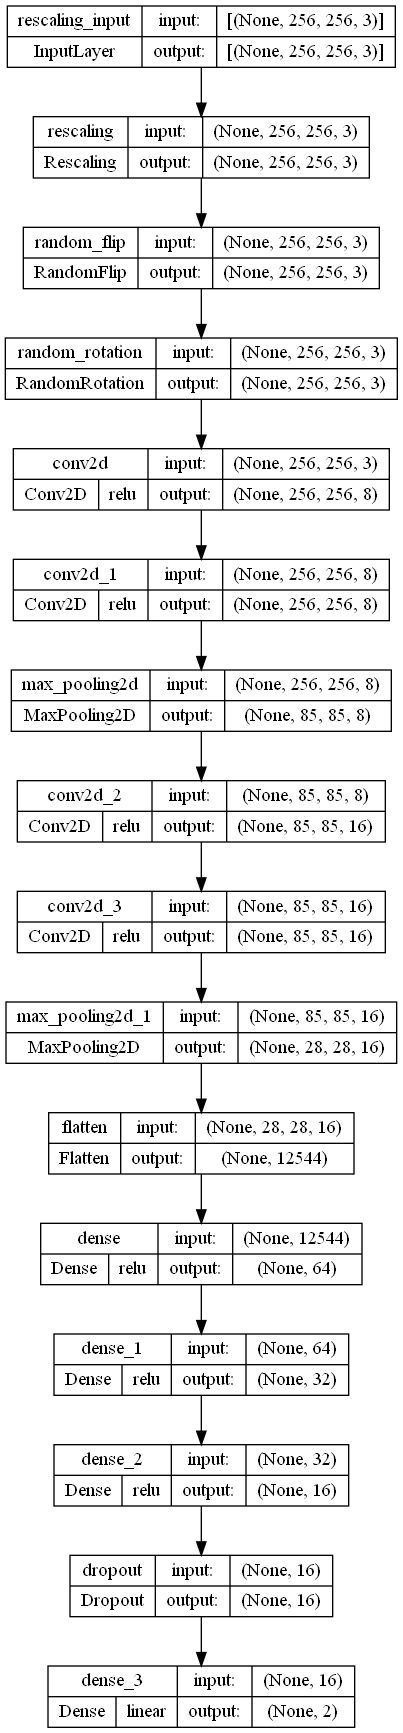 rescaling_input input: [(None, 256, 256, 3)]
InputLayer output: [(None, 256, 256, 3)]
rescaling input: (None, 256, 256, 3)
Rescaling output: (None, 256, 256, 3)
random_flip input: (None, 256, 256, 3)
RandomFlip output: (None, 256, 256, 3)
random_rotation input: (None, 256, 256, 3)
RandomRotation output: (None, 256, 256, 3)
conv2d input: (None, 256, 256, 3)
Conv2D relu output: (None, 256, 256, 8)
conv2d_1 input: (None, 256, 256, 8)
Conv2D relu output: (None, 256, 256, 8)
max_pooling2d input: (None, 256, 256, 8)
MaxPooling2D output: (None, 85, 85, 8)
conv2d_2 input: (None, 85, 85, 8)
Conv2D relu output: (None, 85, 85, 16)
conv2d_3 input: (None, 85, 85, 16)
Conv2D relu output: (None, 85, 85, 16)
max_pooling2d_1 input: (None, 85, 85, 16)
MaxPooling2D output: (None, 28, 28, 16)
flatten input: (None, 28, 28, 16)
Flatten output: (None, 12544)
dense input: (None, 12544)
Dense relu output: (None, 64)
dense_1 input: (None, 64)
Dense relu output: (None, 32)
dense_2 input: (None, 32)
Dense relu output: (None, 16)
dropout input: (None, 16)
Dropout output: (None, 16)
dense_3 input: (None, 16)
Dense linear output: (None, 2)